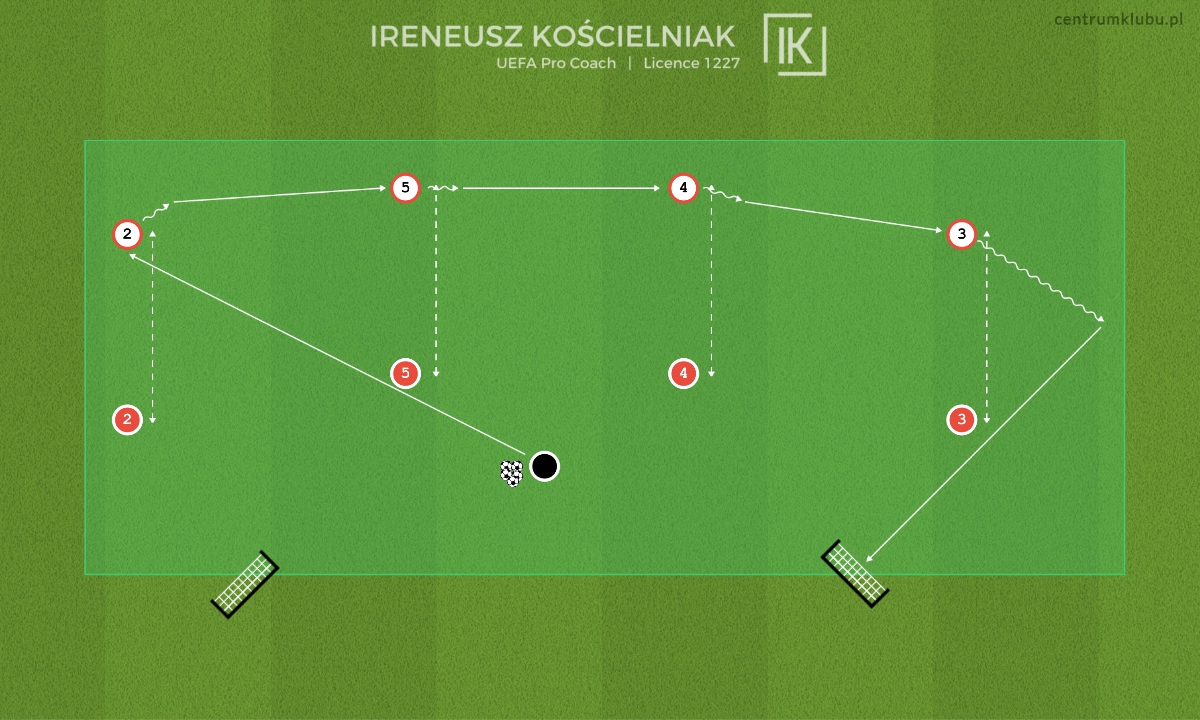 centrumklubu.pl
IRENEUSZ KOŚCIELNIAK
IK
UEFA Pro Coach | Licence 1227
5
4
2
3
5
4
2
3